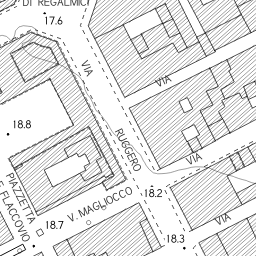 DI REGALMICI
17.6
VIA
VIA
18.8
RUGGERO
VIA
PIAZZETTA
E FLACCOVIO
V. MAGLIOCCO
18.2
18.7
VIA
18.3